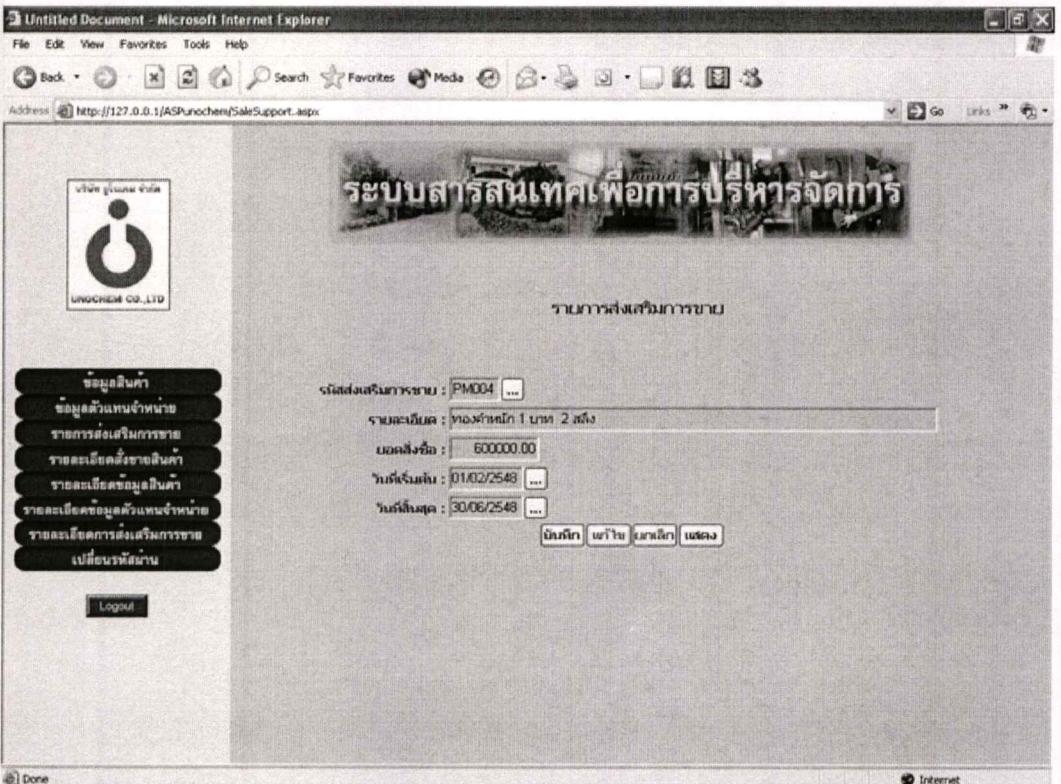 Untitled Document - Microsoft Internet Explorer
File Edit View Favorites Tools Help
Back Search Favorites Media
Address http://127.0.0.1/ASPunochem/SaleSupport.aspx Go Links »
บริษัท ยูโนเคม จำกัด
UNOCHEM CO.,LTD
ระบบสารสนเทศเพื่อการบริหารจัดการ
รายการส่งเสริมการขาย
ข้อมูลสินค้า
ข้อมูลตัวแทนจำหน่าย
รายการส่งเสริมการขาย
รายละเอียดสั่งขายสินค้า
รายละเอียดข้อมูลสินค้า
รายละเอียดข้อมูลตัวแทนจำหน่าย
รายละเอียดการส่งเสริมการขาย
เปลี่ยนรหัสผ่าน
Logout
รหัสส่งเสริมการขาย : PM004 ...
รายละเอียด : ทองคำหนัก 1 บาท 2 สลึง
ยอดสั่งซื้อ : 600000.00
วันที่เริ่มต้น : 01/02/2548 ...
วันที่สิ้นสุด : 30/06/2548 ...
บันทึก แก้ไข ยกเลิก แสดง
Done Internet